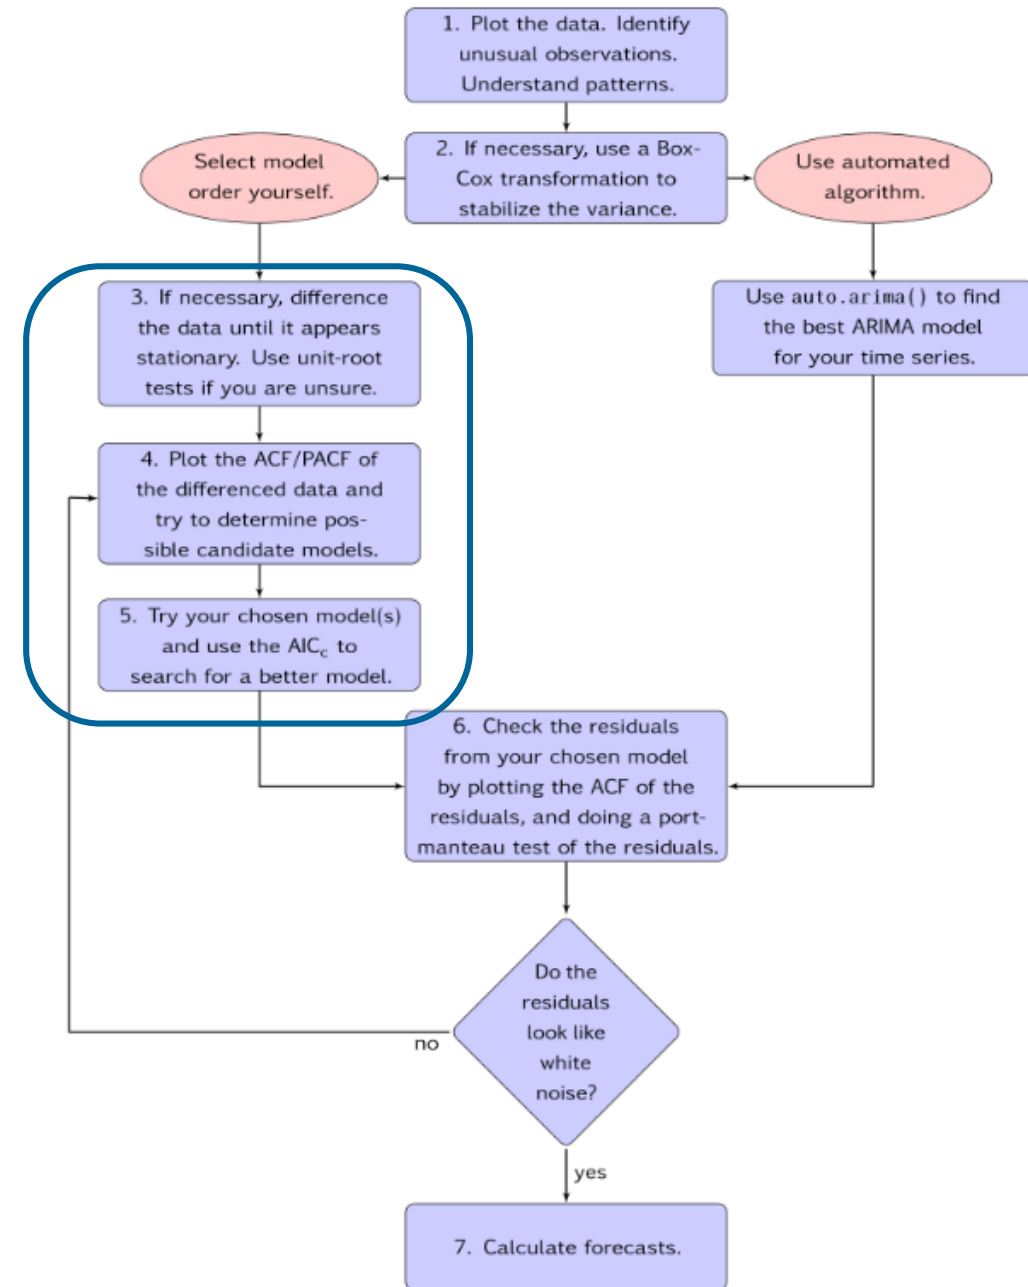 1. Plot the data. Identify
unusual observations.
Understand patterns.
Select model
order yourself.
2. If necessary, use a Box-
Cox transformation to
stabilize the variance.
Use automated
algorithm.
3. If necessary, difference
the data until it appears
stationary. Use unit-root
tests if you are unsure.
Use auto.arima() to find
the best ARIMA model
for your time series.
4. Plot the ACF/PACF of
the differenced data and
try to determine pos-
sible candidate models.
5. Try your chosen model(s)
and use the AICc to
search for a better model.
6. Check the residuals
from your chosen model
by plotting the ACF of the
residuals, and doing a port-
manteau test of the residuals.
Do the
residuals
look like
white
noise?
no
yes
7. Calculate forecasts.